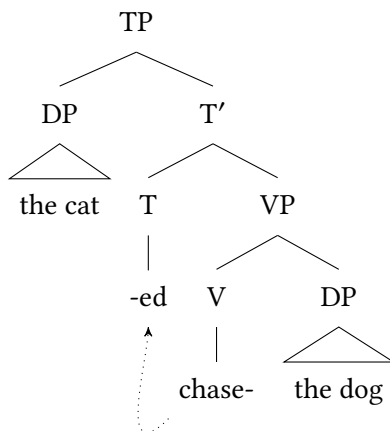 TP
DP T′
the cat T VP
-ed V DP
chase- the dog